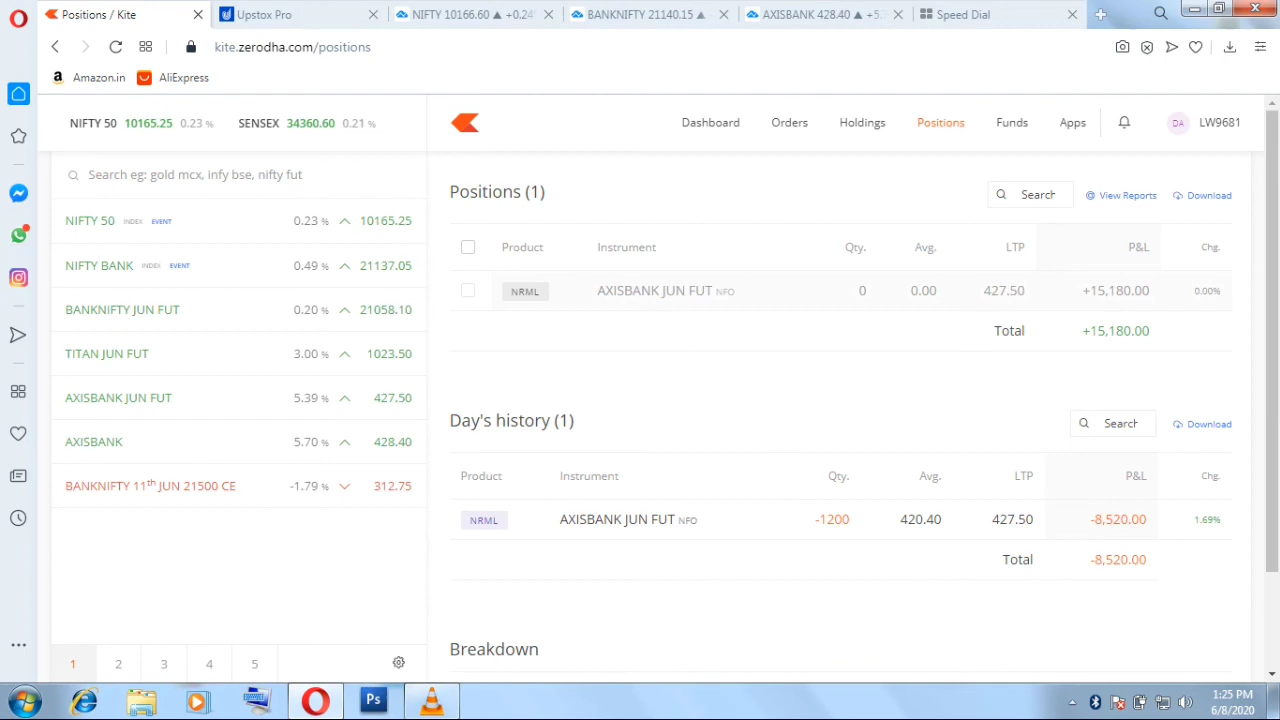 Positions / Kite
Upstox Pro
NIFTY 10166.60 ▲ +0.24
BANKNIFTY 21140.15 ▲
AXISBANK 428.40 ▲ +5.
Speed Dial
kite.zerodha.com/positions
Amazon.in
AliExpress
NIFTY 50 10165.25 0.23 %
SENSEX 34360.60 0.21 %
Dashboard
Orders
Holdings
Positions
Funds
Apps
DA
LW9681
Search eg: gold mcx, infy bse, nifty fut
NIFTY 50 INDEX EVENT 0.23 % 10165.25
NIFTY BANK INDEX EVENT 0.49 % 21137.05
BANKNIFTY JUN FUT 0.20 % 21058.10
TITAN JUN FUT 3.00 % 1023.50
AXISBANK JUN FUT 5.39 % 427.50
AXISBANK 5.70 % 428.40
BANKNIFTY 11th JUN 21500 CE -1.79 % 312.75
1 2 3 4 5
Positions (1)
Search
View Reports
Download
Product Instrument Qty. Avg. LTP P&L Chg.
NRML AXISBANK JUN FUT NFO 0 0.00 427.50 +15,180.00 0.00%
Total +15,180.00
Day's history (1)
Search
Download
Product Instrument Qty. Avg. LTP P&L Chg.
NRML AXISBANK JUN FUT NFO -1200 420.40 427.50 -8,520.00 1.69%
Total -8,520.00
Breakdown
Ps
1:25 PM
6/8/2020